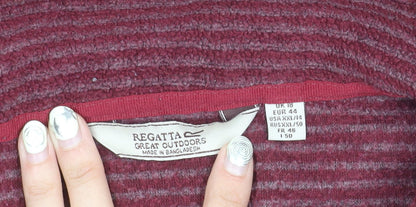 REGATTA
GREAT OUTDOORS
MADE IN BANGLADESH
UK 18
EUR 44
USA XXL/14
RUS XXL/50
FR 46
I 50